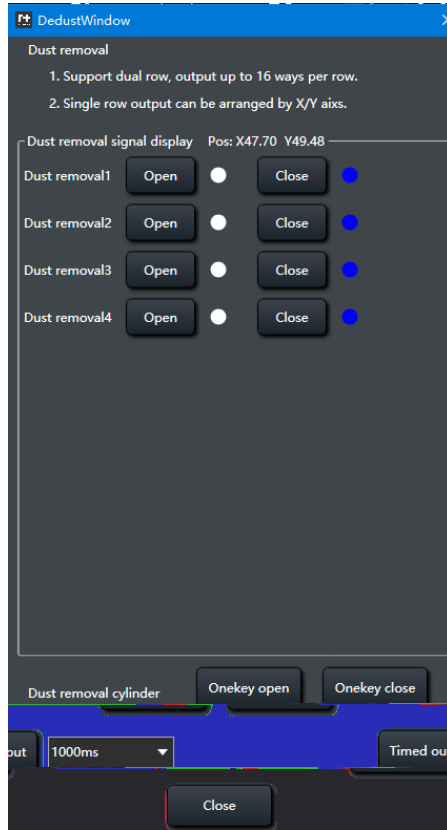 DedustWindow
Dust removal
1. Support dual row, output up to 16 ways per row.
2. Single row output can be arranged by X/Y aixs.
Dust removal signal display Pos: X47.70 Y49.48
Dust removal1 Open Close
Dust removal2 Open Close
Dust removal3 Open Close
Dust removal4 Open Close
Dust removal cylinder Onekey open Onekey close
out 1000ms Timed ou
Close